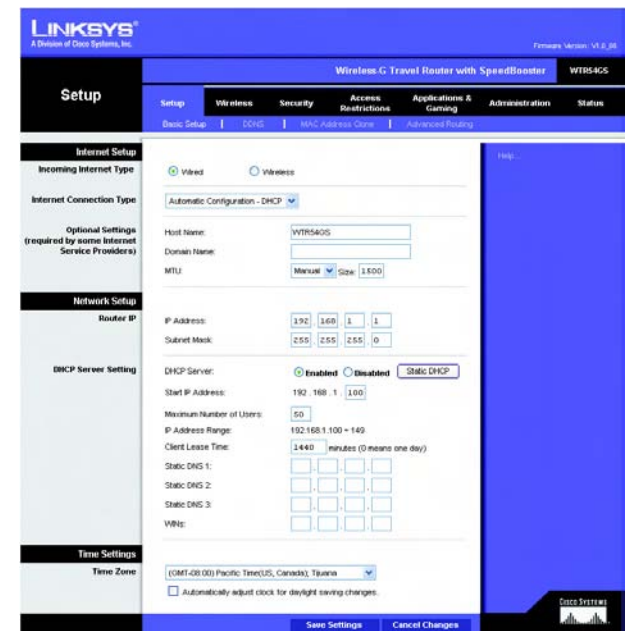 LINKSYS®
A Division of Cisco Systems, Inc.
Firmware Version: V1.0_06
Wireless-G Travel Router with SpeedBooster WTR54GS
Setup
Setup Wireless Security Access Restrictions Applications & Gaming Administration Status
Basic Setup | DDNS | MAC Address Clone | Advanced Routing
Internet Setup
Help...
Incoming Internet Type Wired Wireless
Internet Connection Type Automatic Configuration - DHCP
Optional Settings
(required by some Internet
Service Providers)
Host Name: WTR54GS
Domain Name:
MTU: Manual Size: 1500
Network Setup
Router IP
IP Address: 192 . 168 . 1 . 1
Subnet Mask: 255 . 255 . 255 . 0
DHCP Server Setting
DHCP Server: Enabled Disabled Static DHCP
Start IP Address: 192 . 168 . 1 . 100
Maximum Number of Users: 50
IP Address Range: 192.168.1.100 ~ 149
Client Lease Time: 1440 minutes (0 means one day)
Static DNS 1:
Static DNS 2:
Static DNS 3:
WINs:
Time Settings
Time Zone
(GMT-08:00) Pacific Time(US, Canada); Tijuana
Automatically adjust clock for daylight saving changes.
Save Settings Cancel Changes
CISCO SYSTEMS